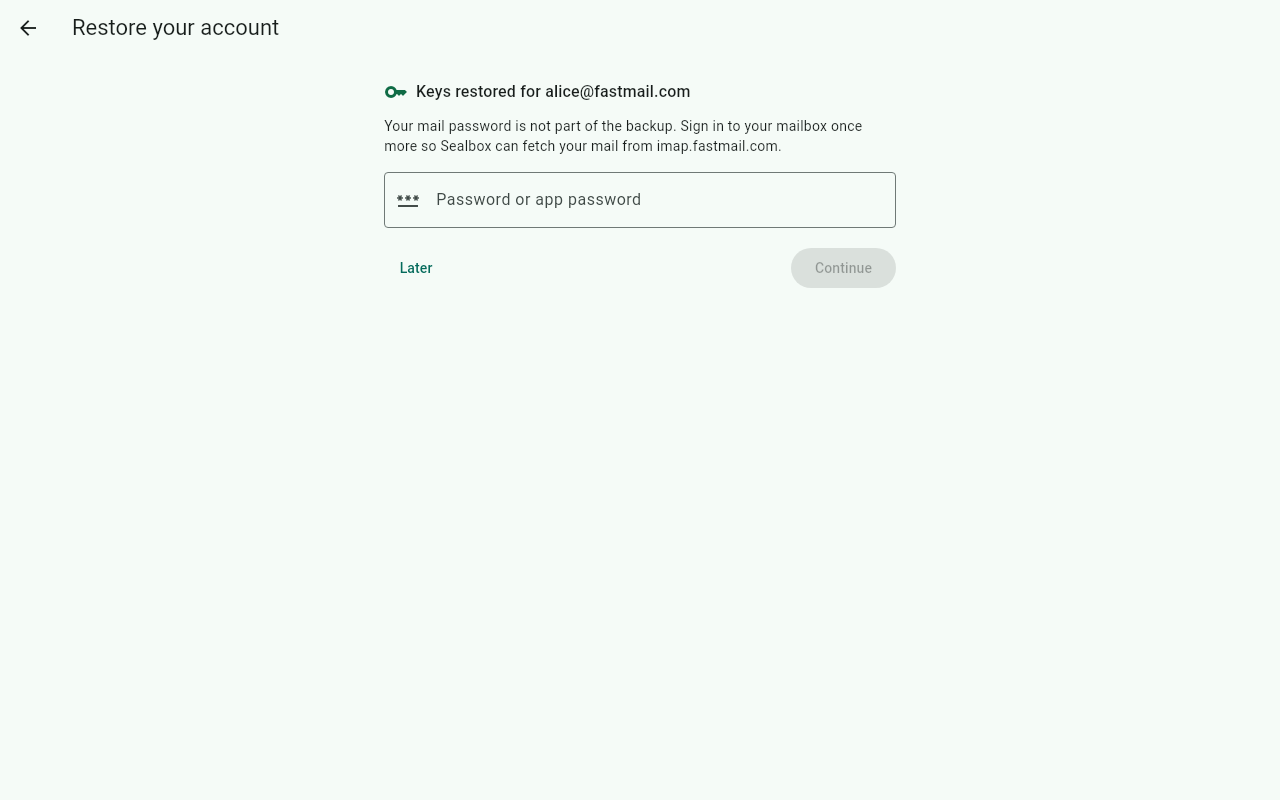 Restore your account
Keys restored for alice@fastmail.com
Your mail password is not part of the backup. Sign in to your mailbox once
more so Sealbox can fetch your mail from imap.fastmail.com.
Password or app password
Later
Continue